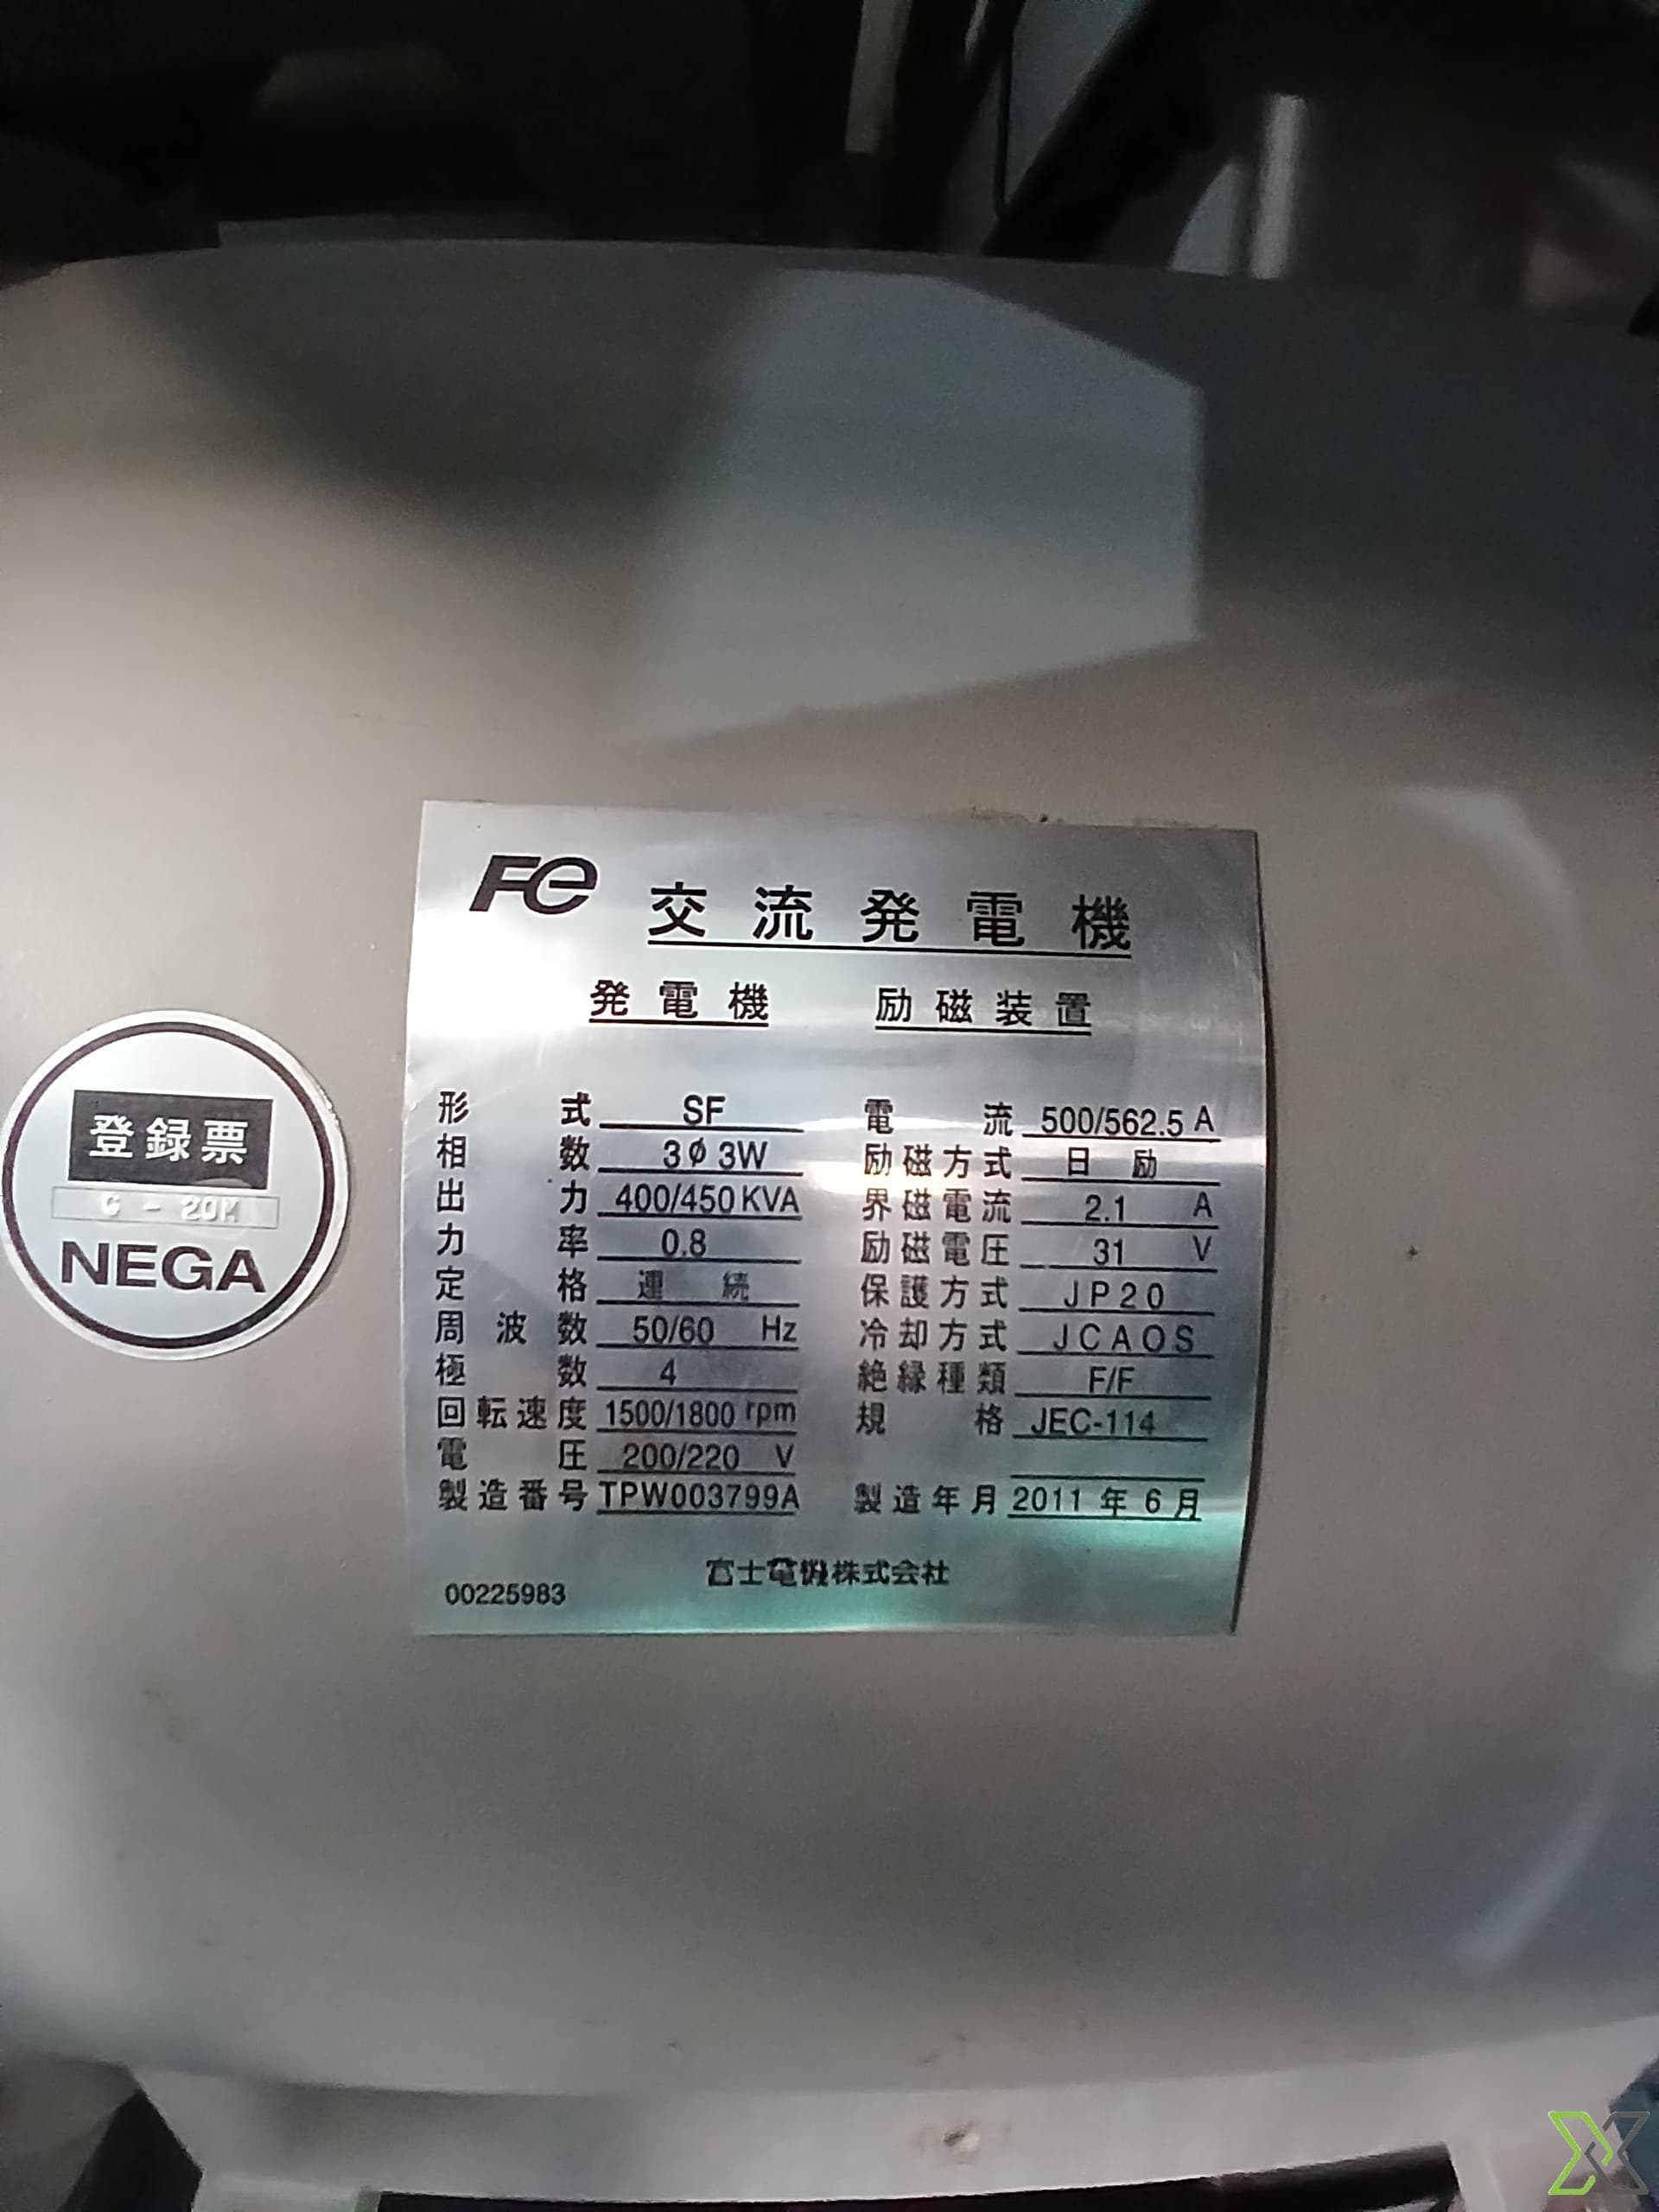 Fe 交流発電機
発電機 励磁装置
形式 SF
相数 3φ 3W
出力 400/450 KVA
力率 0.8
定格 連続
周波数 50/60 Hz
極数 4
回転速度 1500/1800 rpm
電圧 200/220 V
製造番号 TPW003799A
電流 500/562.5 A
励磁方式 自励
界磁電流 2.1 A
励磁電圧 31 V
保護方式 JP20
冷却方式 JCA0S
絶縁種類 F/F
規格 JEC-114
製造年月 2011年6月
00225983
富士電機株式会社
登録票
G - 20M
NEGA